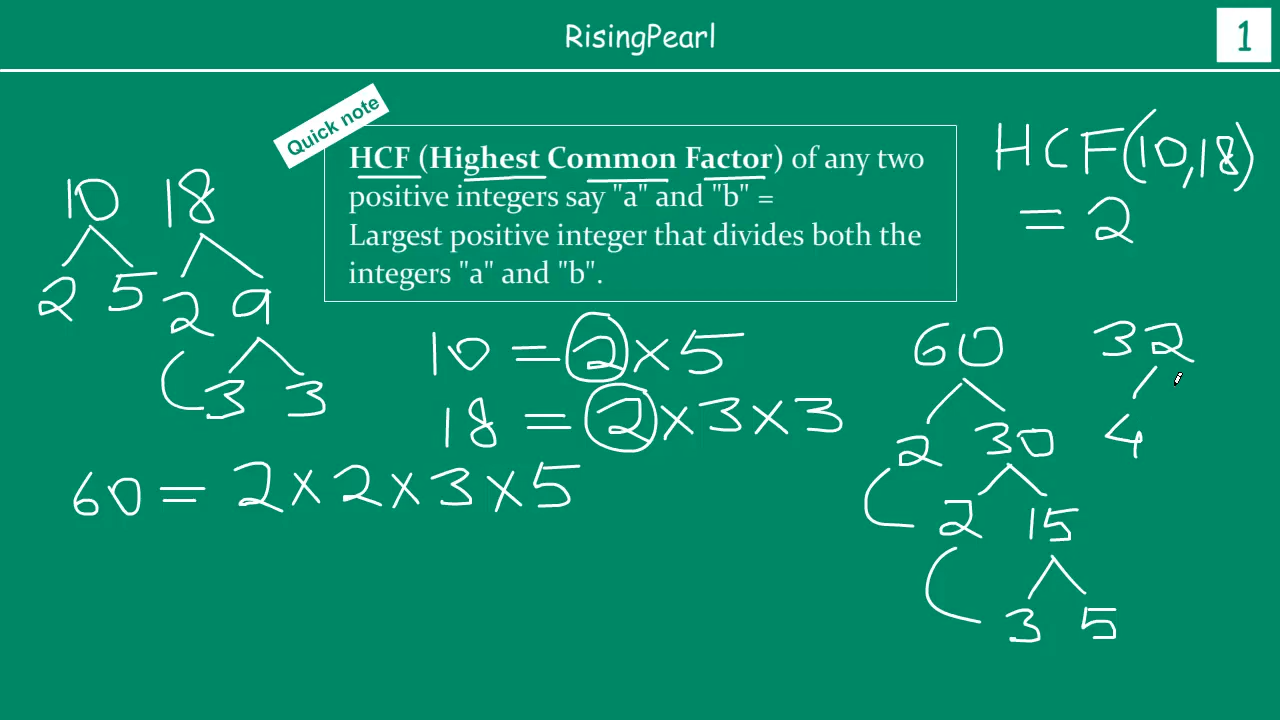 RisingPearl
1
Quick note
HCF (Highest Common Factor) of any two
positive integers say "a" and "b" =
Largest positive integer that divides both the
integers "a" and "b".
HCF(10,18)
= 2
10 18
2 5 2 9
3 3
10 = 2 × 5
18 = 2 × 3 × 3
60 = 2 × 2 × 3 × 5
60 32
2 30 4
2 15
3 5